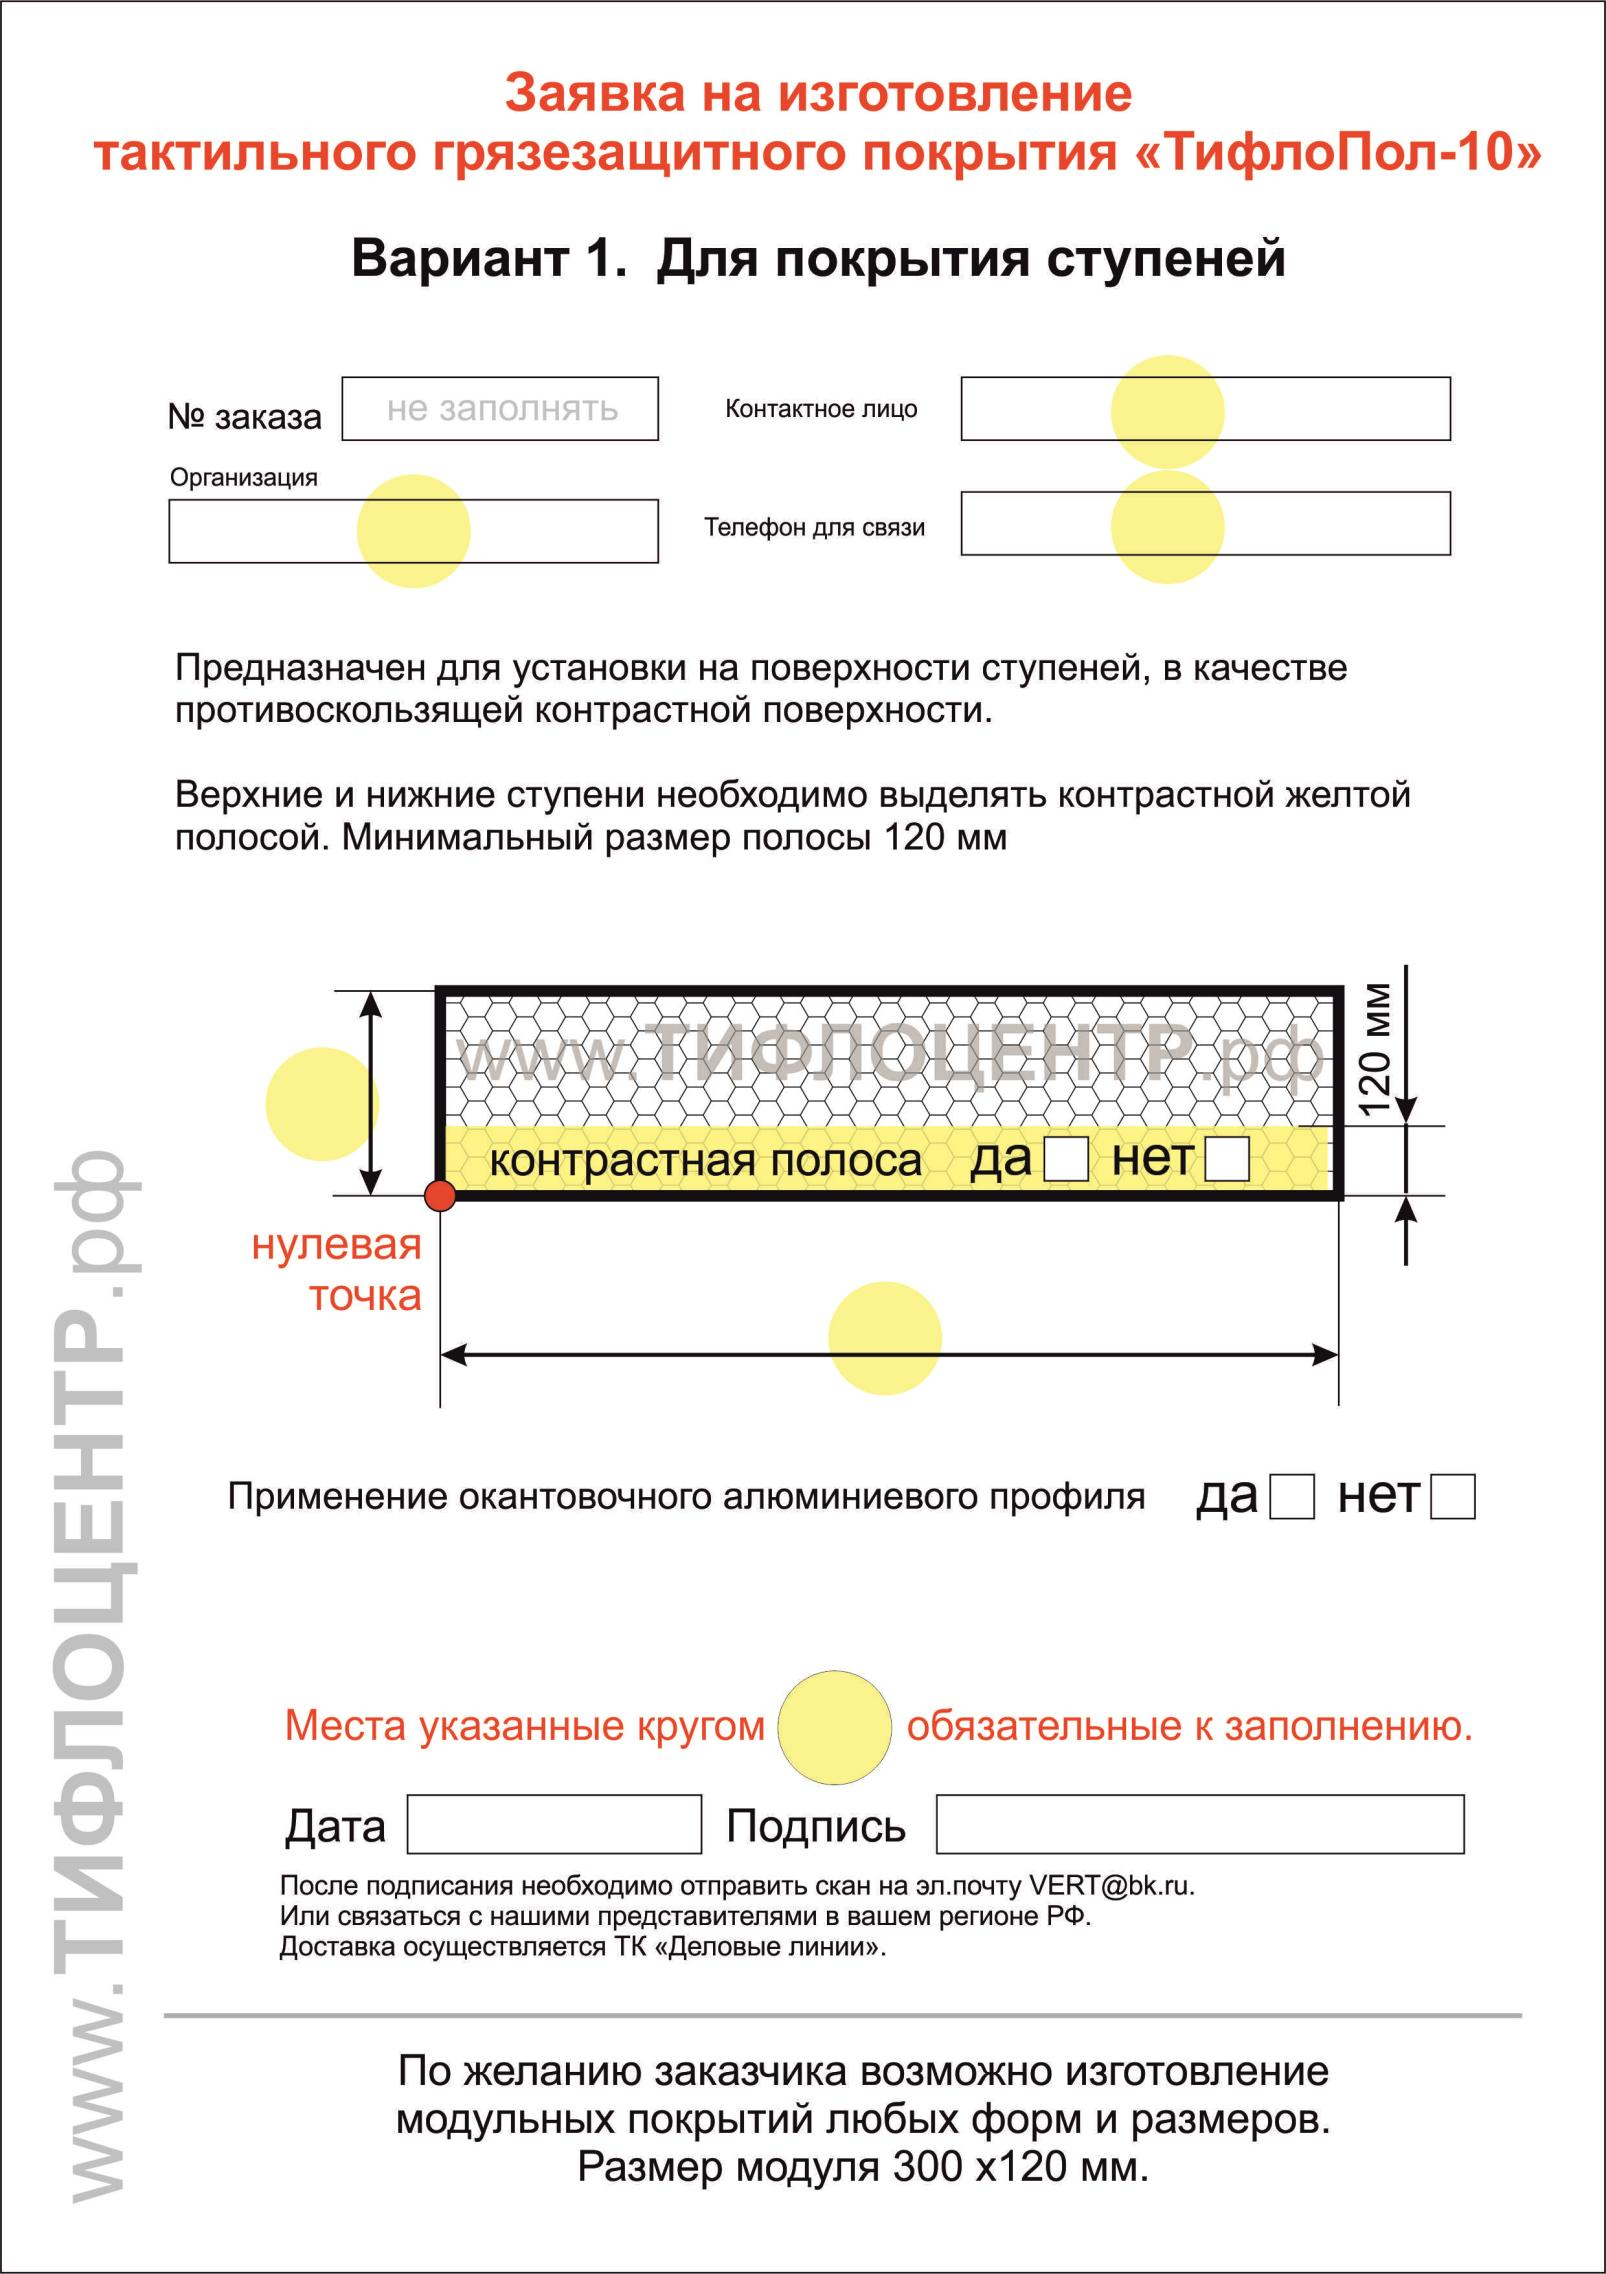 Заявка на изготовление
тактильного грязезащитного покрытия «ТифлоПол-10»
Вариант 1. Для покрытия ступеней
№ заказа
не заполнять
Контактное лицо
Организация
Телефон для связи
Предназначен для установки на поверхности ступеней, в качестве
противоскользящей контрастной поверхности.
Верхние и нижние ступени необходимо выделять контрастной желтой
полосой. Минимальный размер полосы 120 мм
www.ТИФЛОЦЕНТР.рф
120 мм
контрастная полоса да нет
нулевая
точка
Применение окантовочного алюминиевого профиля да нет
Места указанные кругом обязательные к заполнению.
Дата
Подпись
После подписания необходимо отправить скан на эл.почту VERT@bk.ru.
Или связаться с нашими представителями в вашем регионе РФ.
Доставка осуществляется ТК «Деловые линии».
По желанию заказчика возможно изготовление
модульных покрытий любых форм и размеров.
Размер модуля 300 х120 мм.
www.ТИФЛОЦЕНТР.рф